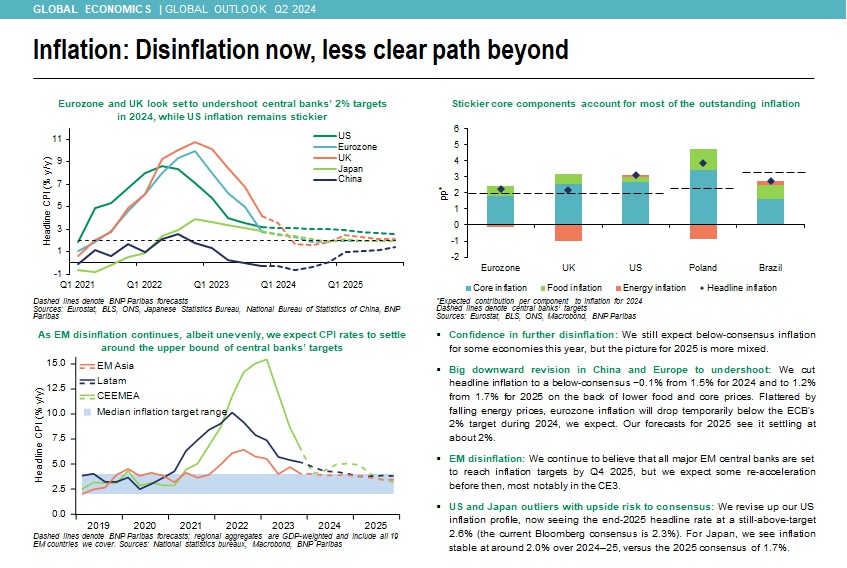 GLOBAL ECONOMICS | GLOBAL OUTLOOK Q2 2024
Inflation: Disinflation now, less clear path beyond
Eurozone and UK look set to undershoot central banks' 2% targets
in 2024, while US inflation remains stickier
Headline CPI (% y/y)
11
9
7
5
3
1
-1
US
Eurozone
UK
Japan
China
Q1 2021
Q1 2022
Q1 2023
Q1 2024
Q1 2025
Dashed lines denote BNP Paribas forecasts
Sources: Eurostat, BLS, ONS, Japanese Statistics Bureau, National Bureau of Statistics of China, BNP
Paribas
Stickier core components account for most of the outstanding inflation
pp*
6
5
4
3
2
1
0
-1
-2
Eurozone
UK
US
Poland
Brazil
Core inflation
Food inflation
Energy inflation
Headline inflation
*Expected contribution per component to inflation for 2024
Dashed lines denote central banks' targets
Sources: Eurostat, BLS, ONS, Macrobond, BNP Paribas
As EM disinflation continues, albeit unevenly, we expect CPI rates to settle
around the upper bound of central banks' targets
Headline CPI (% y/y)
15.0
12.5
10.0
7.5
5.0
2.5
0.0
EM Asia
Latam
CEEMEA
Median inflation target range
2019
2020
2021
2022
2023
2024
2025
Dashed lines denote BNP Paribas forecasts; regional aggregates are GDP-weighted and include all 19
EM countries we cover. Sources: National statistics bureaus, Macrobond, BNP Paribas
▪ Confidence in further disinflation: We still expect below-consensus inflation
for some economies this year, but the picture for 2025 is more mixed.
▪ Big downward revision in China and Europe to undershoot: We cut
headline inflation to a below-consensus −0.1% from 1.5% for 2024 and to 1.2%
from 1.7% for 2025 on the back of lower food and core prices. Flattered by
falling energy prices, eurozone inflation will drop temporarily below the ECB's
2% target during 2024, we expect. Our forecasts for 2025 see it settling at
about 2%.
▪ EM disinflation: We continue to believe that all major EM central banks are set
to reach inflation targets by Q4 2025, but we expect some re-acceleration
before then, most notably in the CE3.
▪ US and Japan outliers with upside risk to consensus: We revise up our US
inflation profile, now seeing the end-2025 headline rate at a still-above-target
2.6% (the current Bloomberg consensus is 2.3%). For Japan, we see inflation
stable at around 2.0% over 2024–25, versus the 2025 consensus of 1.7%.